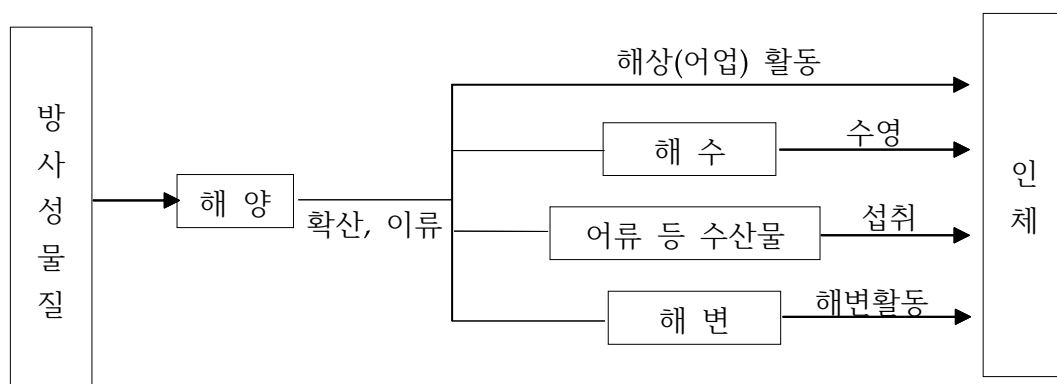 방사성물질
해 양
확산, 이류
해상(어업) 활동
해 수
수영
어류 등 수산물
섭취
해 변
해변활동
인체